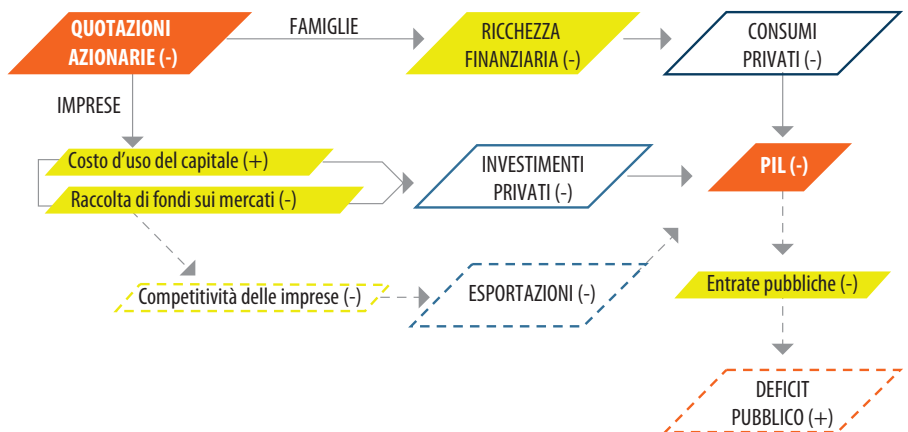 QUOTAZIONI
AZIONARIE (-)
FAMIGLIE
RICCHEZZA
FINANZIARIA (-)
CONSUMI
PRIVATI (-)
IMPRESE
Costo d'uso del capitale (+)
Raccolta di fondi sui mercati (-)
INVESTIMENTI
PRIVATI (-)
PIL (-)
Competitività delle imprese (-)
ESPORTAZIONI (-)
Entrate pubbliche (-)
DEFICIT
PUBBLICO (+)